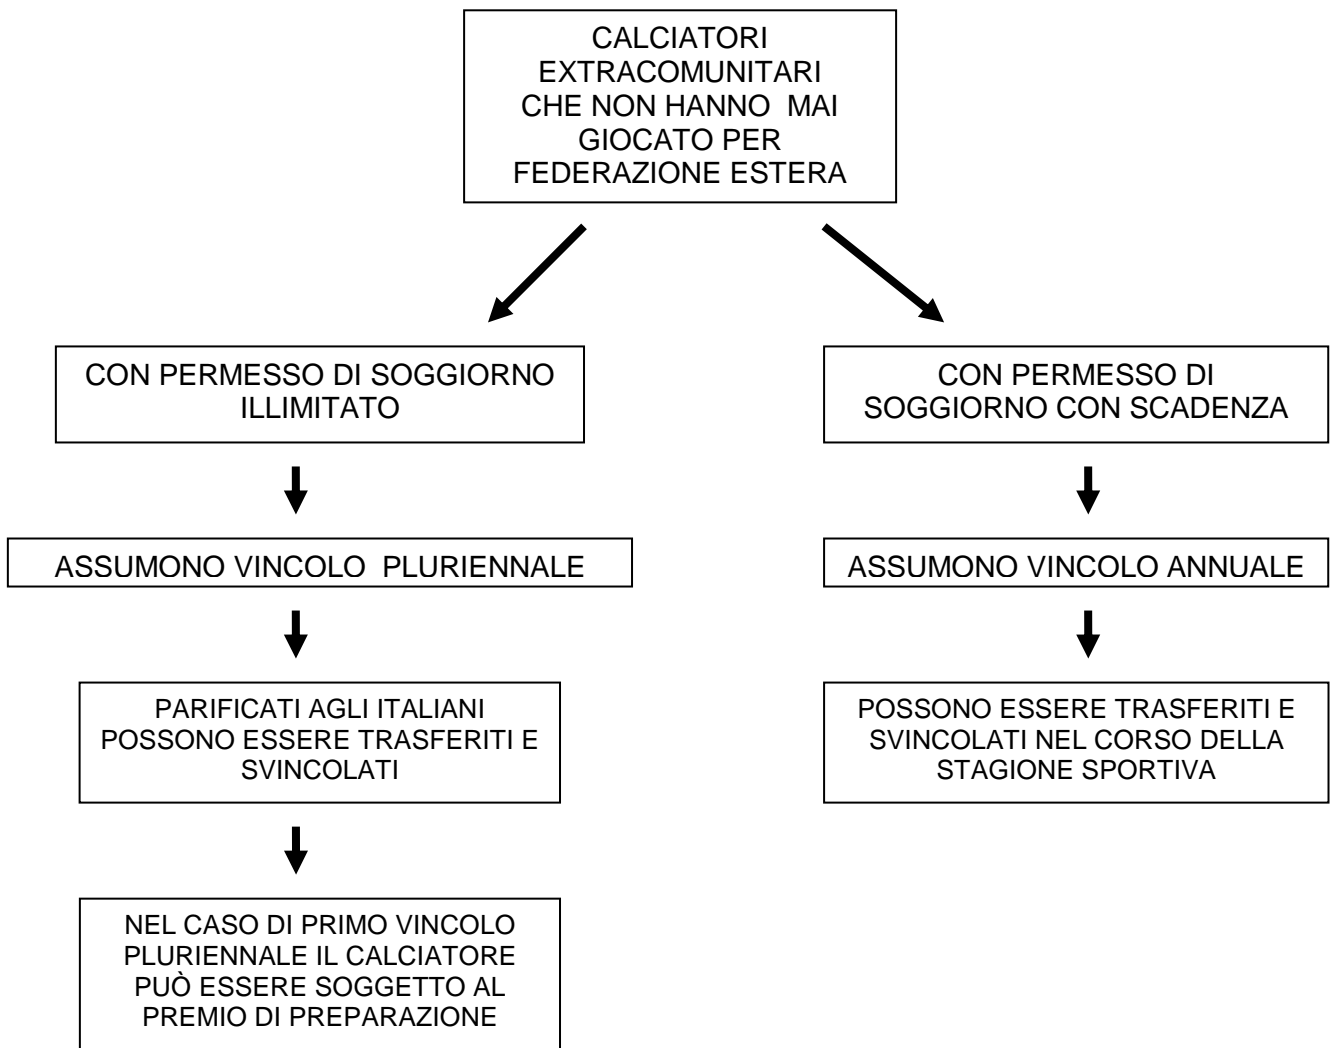 CALCIATORI
EXTRACOMUNITARI
CHE NON HANNO MAI
GIOCATO PER
FEDERAZIONE ESTERA
CON PERMESSO DI SOGGIORNO
ILLIMITATO
CON PERMESSO DI
SOGGIORNO CON SCADENZA
ASSUMONO VINCOLO PLURIENNALE
ASSUMONO VINCOLO ANNUALE
PARIFICATI AGLI ITALIANI
POSSONO ESSERE TRASFERITI E
SVINCOLATI
POSSONO ESSERE TRASFERITI E
SVINCOLATI NEL CORSO DELLA
STAGIONE SPORTIVA
NEL CASO DI PRIMO VINCOLO
PLURIENNALE IL CALCIATORE
PUÒ ESSERE SOGGETTO AL
PREMIO DI PREPARAZIONE